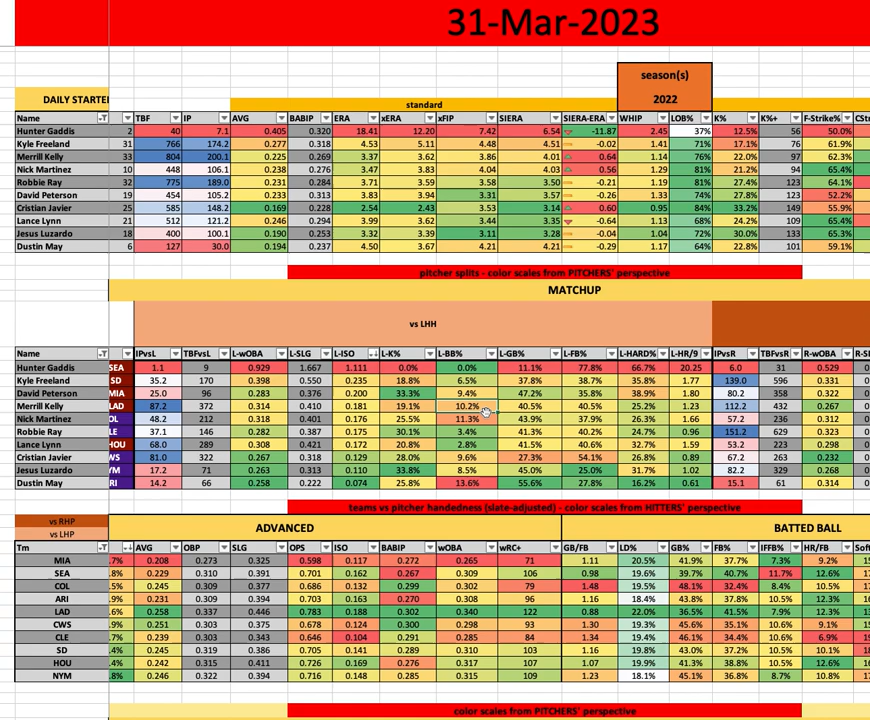 31-Mar-2023
season(s)
DAILY STARTE
standard
2022
Name TBF IP AVG BABIP ERA xERA xFIP SIERA SIERA-ERA WHIP LOB% K% K%+ F-Strike% CSt
Hunter Gaddis 2 40 7.1 0.405 0.320 18.41 12.20 7.42 6.54 -11.87 2.45 37% 12.5% 56 50.0%
Kyle Freeland 31 766 174.2 0.277 0.318 4.53 5.11 4.48 4.51 -0.02 1.41 71% 17.1% 76 61.9%
Merrill Kelly 33 804 200.1 0.225 0.269 3.37 3.62 3.86 4.01 0.64 1.14 76% 22.0% 97 62.3%
Nick Martinez 10 448 106.1 0.238 0.276 3.47 3.83 4.04 4.03 0.56 1.29 81% 21.2% 94 65.4%
Robbie Ray 32 775 189.0 0.231 0.284 3.71 3.59 3.58 3.50 -0.21 1.19 81% 27.4% 123 64.1%
David Peterson 19 454 105.2 0.233 0.313 3.83 3.94 3.31 3.57 -0.26 1.33 74% 27.8% 123 52.2%
Cristian Javier 25 585 148.2 0.169 0.228 2.54 2.43 3.53 3.14 0.60 0.95 84% 33.2% 149 55.9%
Lance Lynn 21 512 121.2 0.246 0.294 3.99 3.62 3.44 3.35 -0.64 1.13 68% 24.2% 109 65.4%
Jesus Luzardo 18 400 100.1 0.190 0.253 3.32 3.39 3.11 3.28 -0.04 1.04 72% 30.0% 133 65.3%
Dustin May 6 127 30.0 0.194 0.237 4.50 3.67 4.21 4.21 -0.29 1.17 64% 22.8% 101 59.1%
pitcher splits - color scales from PITCHERS' perspective
MATCHUP
vs LHH
Name IPvsL TBFvsL L-wOBA L-SLG L-ISO L-K% L-BB% L-GB% L-FB% L-HARD% L-HR/9 IPvsR TBFvsR R-wOBA R-S
Hunter Gaddis SEA 1.1 9 0.929 1.667 1.111 0.0% 0.0% 11.1% 77.8% 66.7% 20.25 6.0 31 0.529
Kyle Freeland SD 35.2 170 0.398 0.550 0.235 18.8% 6.5% 37.8% 38.7% 35.8% 1.77 139.0 596 0.331
David Peterson MIA 25.0 96 0.283 0.376 0.200 33.3% 9.4% 47.2% 35.8% 38.9% 1.80 80.2 358 0.322
Merrill Kelly LAD 87.2 372 0.314 0.410 0.181 19.1% 10.2% 40.5% 40.5% 25.2% 1.23 112.2 432 0.267
Nick Martinez OL 48.2 212 0.318 0.401 0.176 25.5% 11.3% 43.9% 37.9% 26.3% 1.66 57.2 236 0.312
Robbie Ray LE 37.1 146 0.282 0.387 0.175 30.1% 3.4% 40.2% 41.2% 24.7% 0.96 151.2 629 0.323
Lance Lynn HOU 68.0 289 0.308 0.421 0.172 20.8% 2.8% 41.5% 40.6% 32.7% 1.59 53.2 223 0.298
Cristian Javier WS 81.0 322 0.267 0.318 0.129 28.0% 9.6% 27.3% 54.1% 26.8% 0.89 67.2 263 0.232
Jesus Luzardo YM 17.2 71 0.263 0.313 0.110 33.8% 8.5% 45.0% 25.0% 31.7% 1.02 82.2 329 0.268
Dustin May RI 14.2 66 0.258 0.222 0.074 25.8% 13.6% 55.6% 27.8% 16.2% 0.61 15.1 61 0.314
teams vs pitcher handedness (slate-adjusted) - color scales from HITTERS' perspective
vs RHP
ADVANCED
BATTED BALL
vs LHP
Tm AVG OBP SLG OPS ISO BABIP wOBA wRC+ GB/FB LD% GB% FB% IFFB% HR/FB Soft
MIA .7% 0.208 0.273 0.325 0.598 0.117 0.272 0.265 71 1.11 20.5% 41.9% 37.7% 7.3% 9.2%
SEA .8% 0.229 0.310 0.391 0.701 0.162 0.267 0.309 106 0.98 19.6% 39.7% 40.7% 11.7% 12.6%
COL .5% 0.245 0.309 0.377 0.686 0.132 0.299 0.302 79 1.48 19.5% 48.1% 32.4% 8.4% 10.5%
ARI .9% 0.231 0.309 0.394 0.703 0.163 0.270 0.308 96 1.16 18.4% 43.8% 37.8% 10.5% 12.3%
LAD .6% 0.258 0.337 0.446 0.783 0.188 0.302 0.340 122 0.88 22.0% 36.5% 41.5% 7.9% 12.3%
CWS .9% 0.251 0.303 0.375 0.678 0.124 0.300 0.298 93 1.30 19.3% 45.6% 35.1% 9.1% 9.1%
CLE .7% 0.239 0.303 0.343 0.646 0.104 0.291 0.285 84 1.34 19.4% 46.1% 34.4% 10.6% 6.9%
SD .4% 0.245 0.319 0.386 0.705 0.141 0.289 0.310 103 1.16 19.8% 43.0% 37.2% 10.5% 10.1%
HOU .4% 0.242 0.315 0.411 0.726 0.169 0.276 0.317 107 1.07 19.9% 41.3% 38.8% 10.5% 12.6%
NYM .8% 0.246 0.322 0.394 0.716 0.148 0.285 0.315 109 1.23 18.1% 45.1% 36.8% 8.7% 10.8%
color scales from PITCHERS' perspective